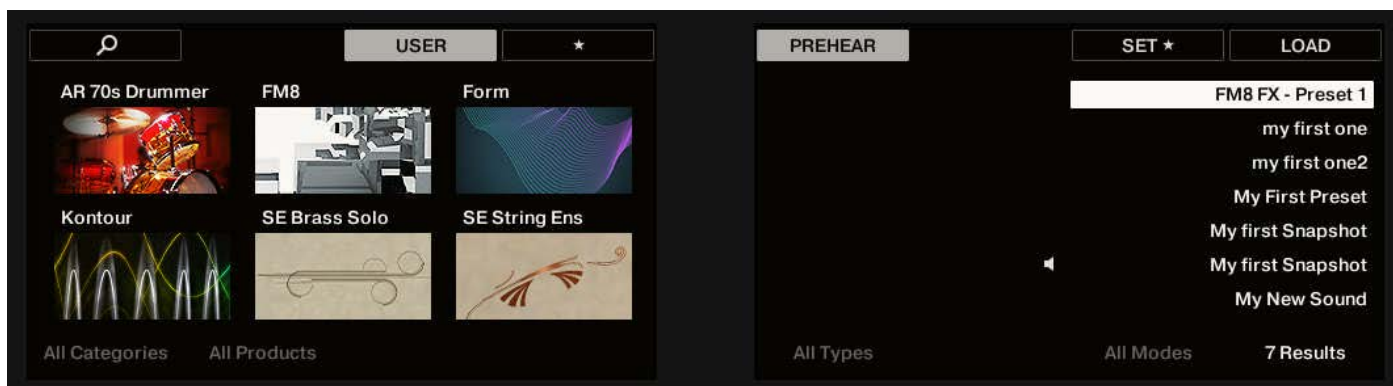 USER ★ PREHEAR SET ★ LOAD
AR 70s Drummer FM8 Form
Kontour SE Brass Solo SE String Ens
All Categories All Products
FM8 FX - Preset 1
my first one
my first one2
My First Preset
My first Snapshot
My first Snapshot
My New Sound
All Types All Modes 7 Results